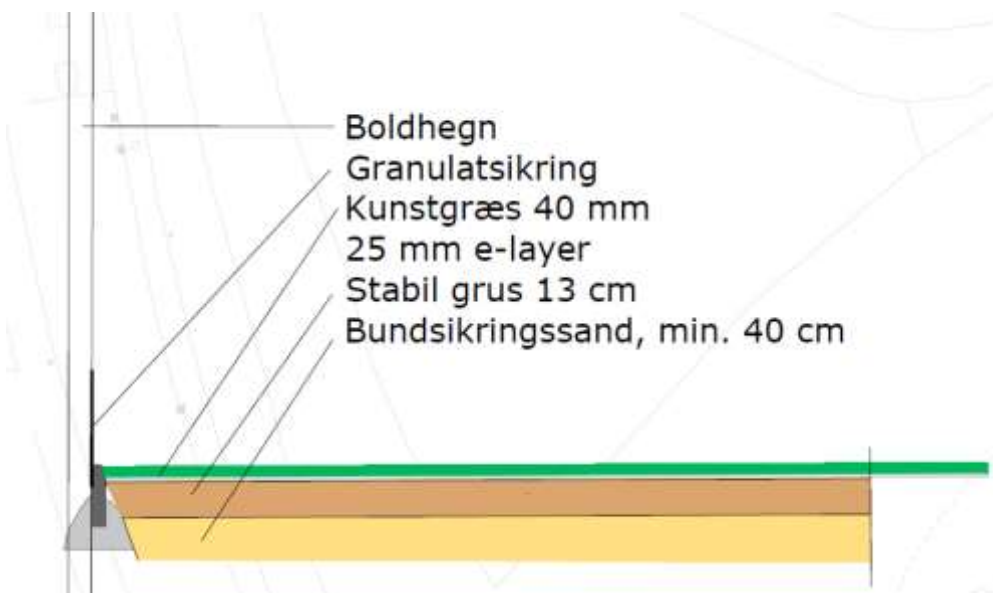 Boldhegn
Granulatsikring
Kunstgræs 40 mm
25 mm e-layer
Stabil grus 13 cm
Bundsikringssand, min. 40 cm